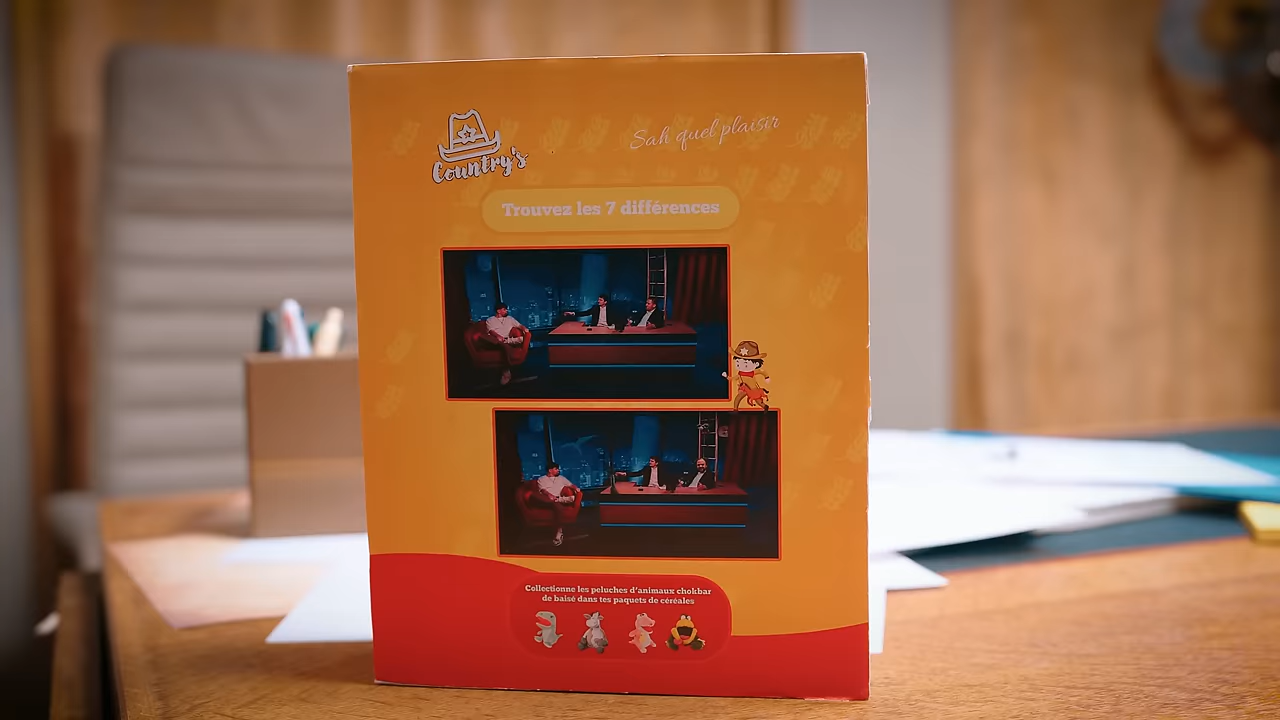 Country's
Sah quel plaisir
Trouvez les 7 différences
Collectionne les peluches d'animaux chokbar
de baisé dans tes paquets de céréales